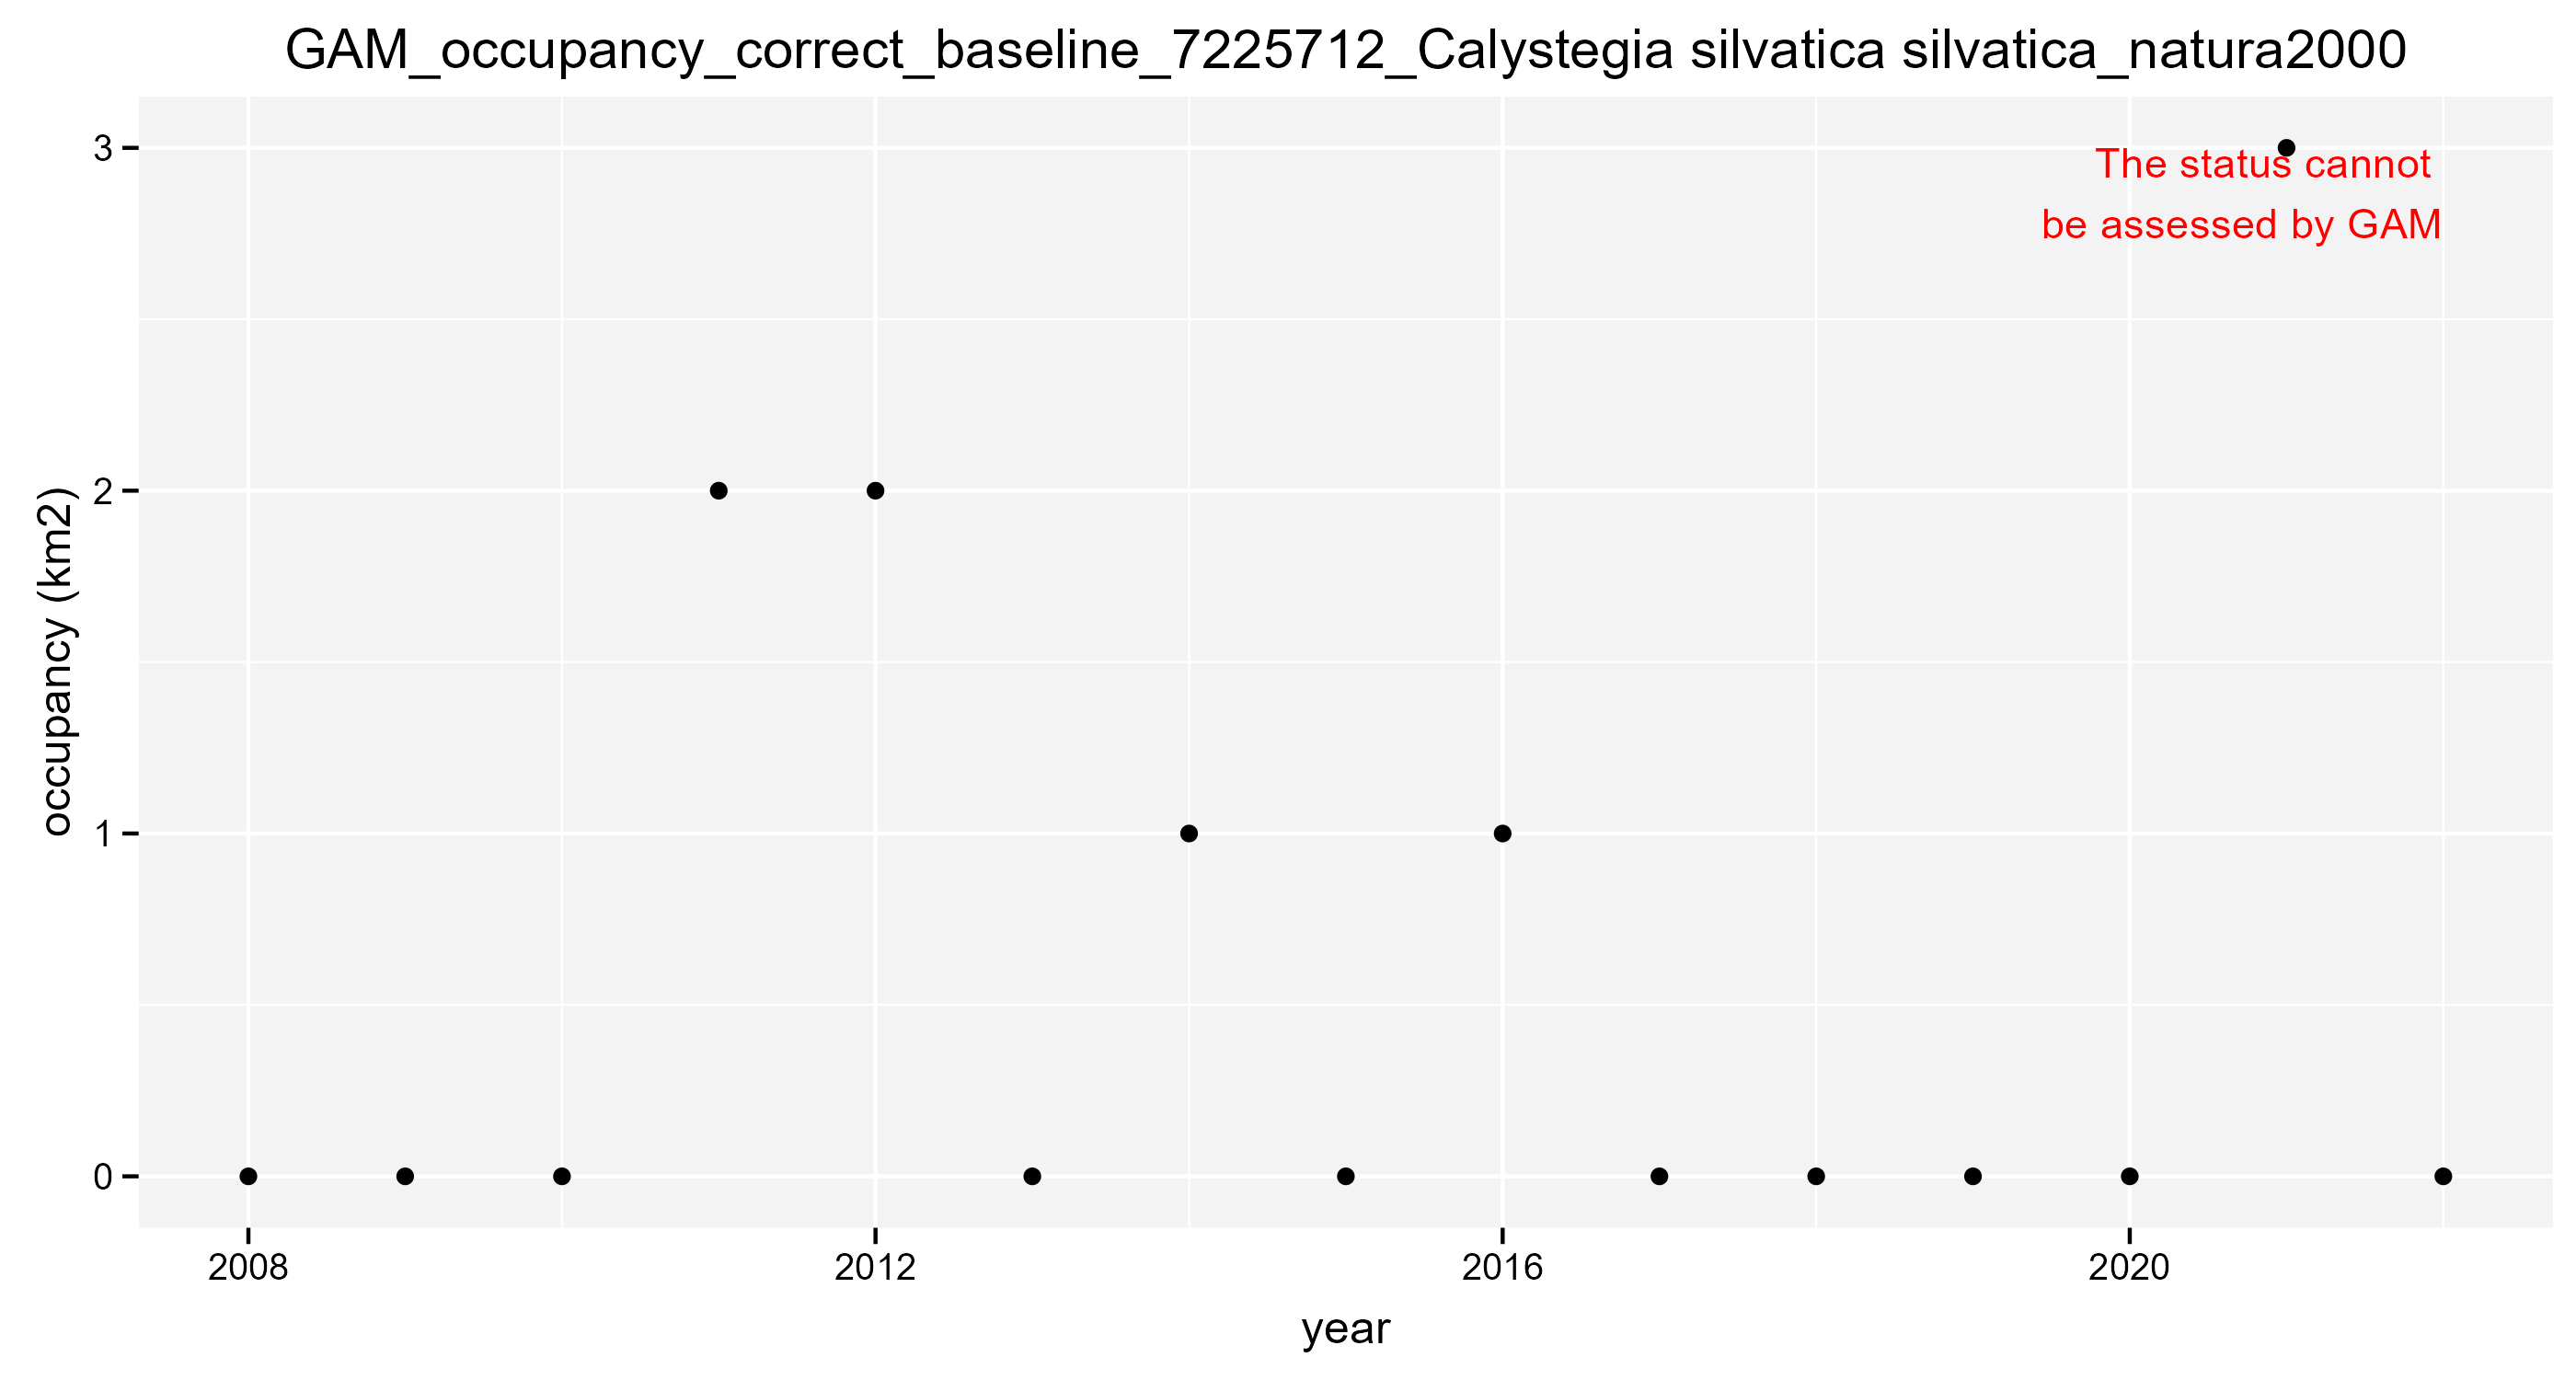 GAM_occupancy_correct_baseline_7225712_Calystegia silvatica silvatica_natura2000
3
The status cannot
be assessed by GAM
2
occupancy (km2)
1
0
2008 2012 2016 2020
year